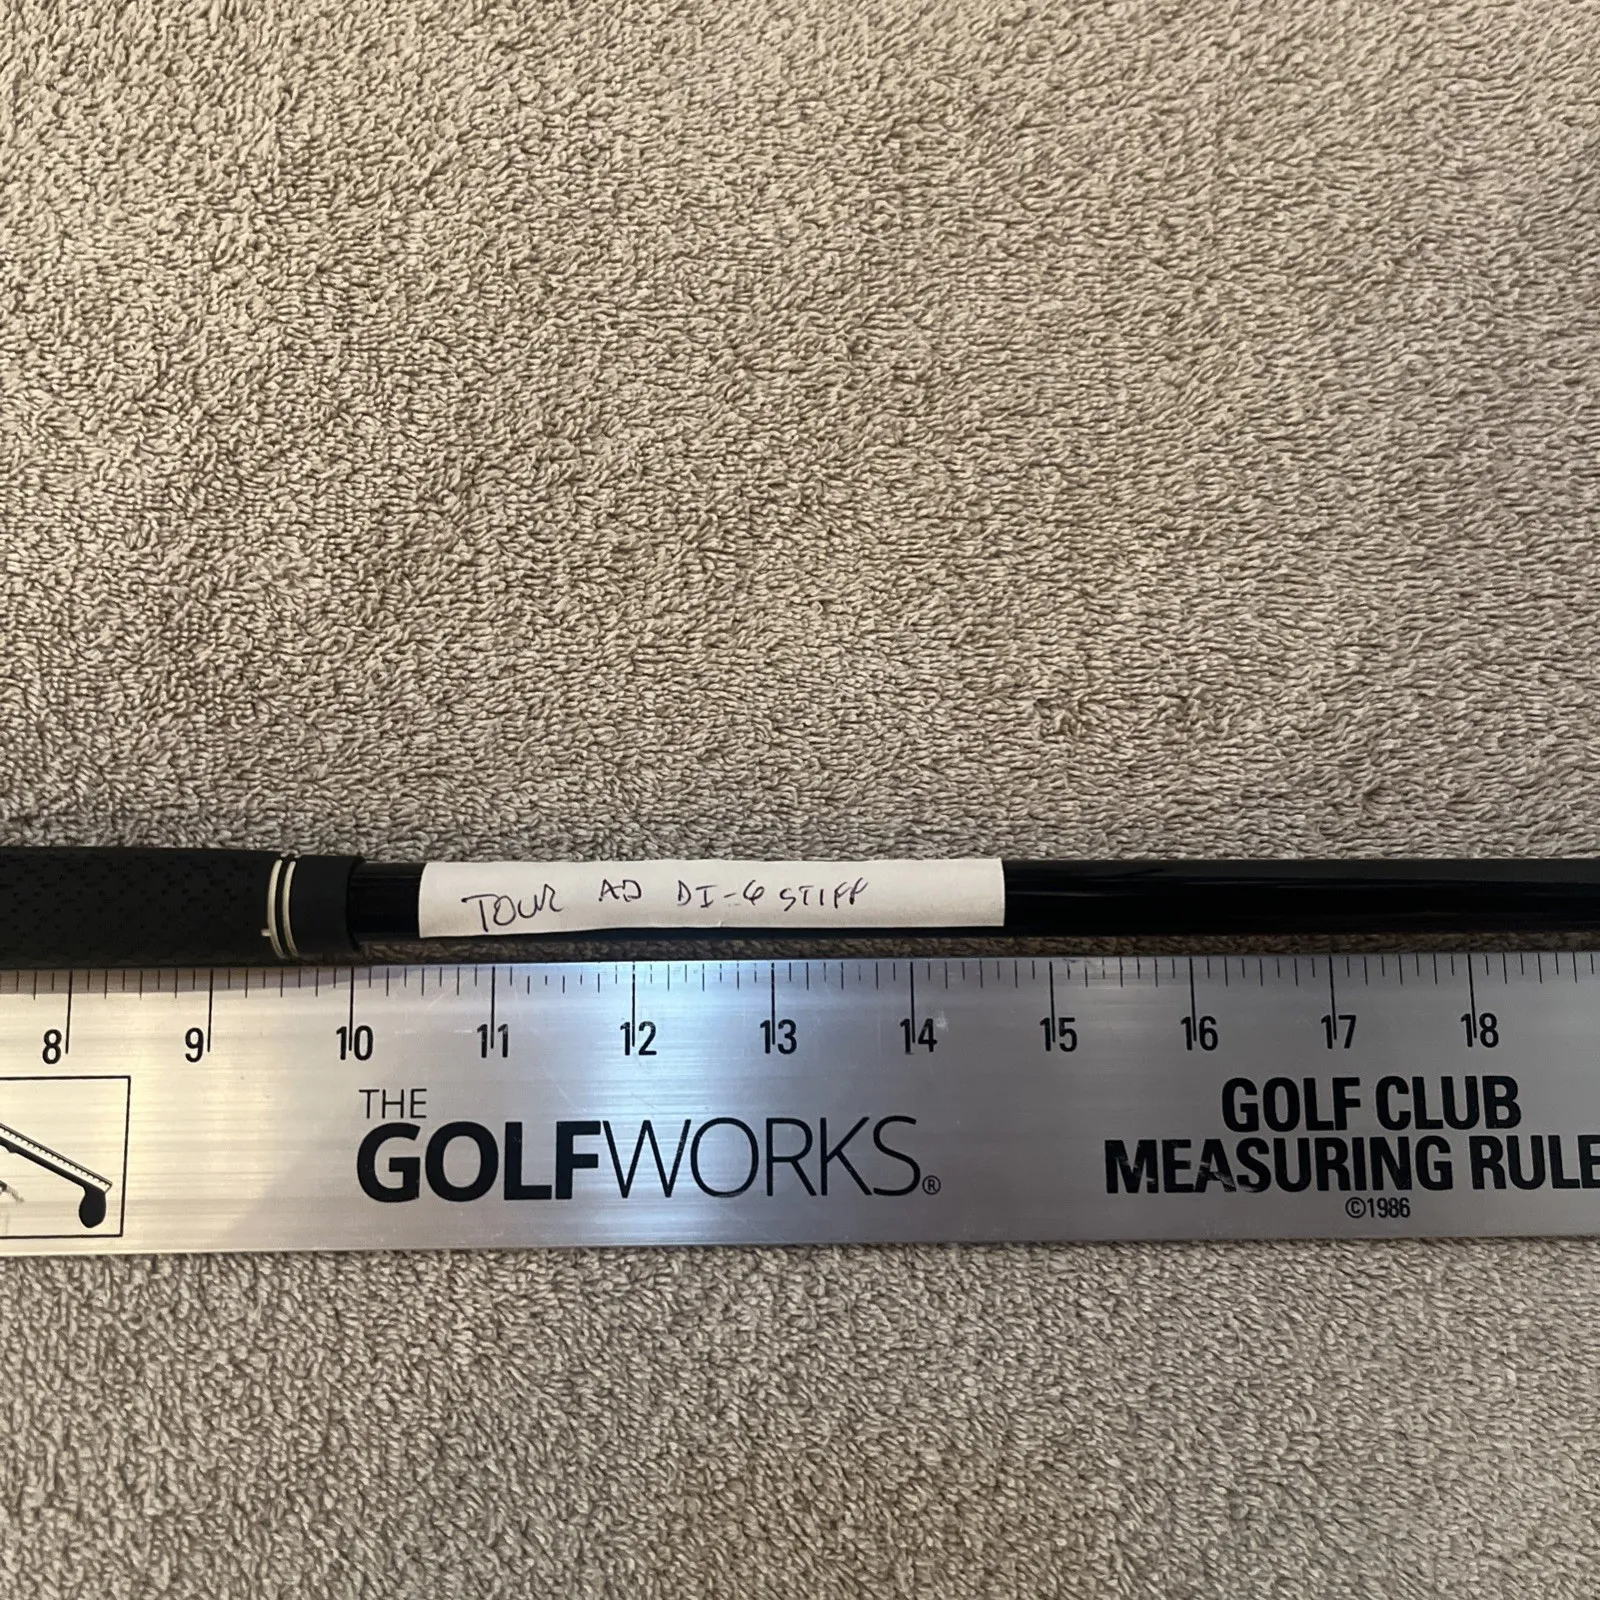 TOUR AD DI-6 STIFF
8 9 10 11 12 13 14 15 16 17 18
THE
GOLFWORKS®
GOLF CLUB
MEASURING RULE
©1986